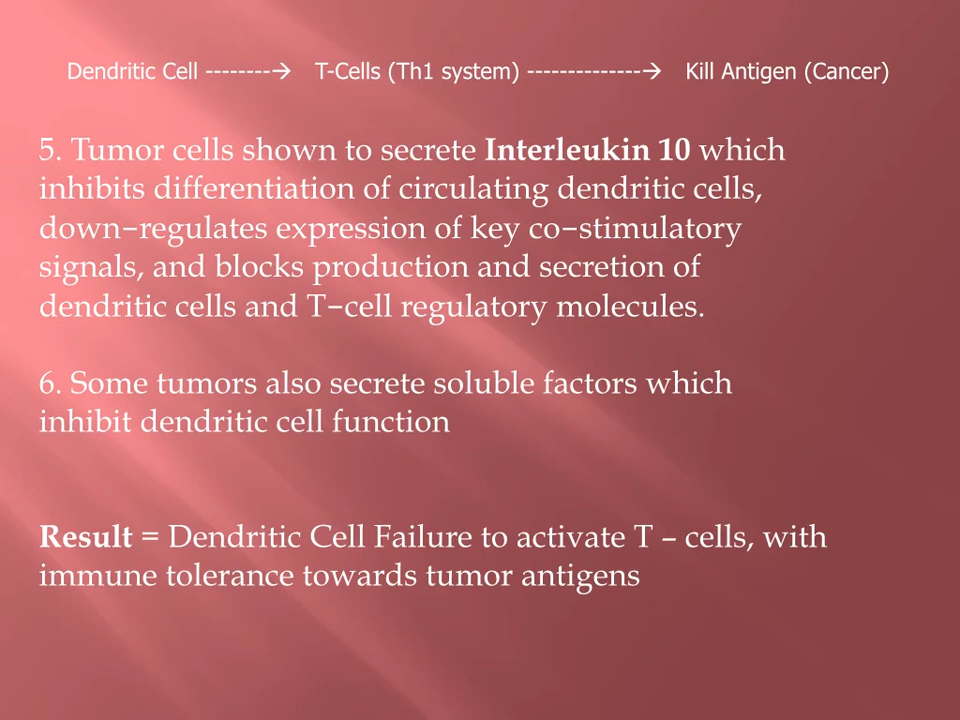 Dendritic Cell --------→ T-Cells (Th1 system) --------------→ Kill Antigen (Cancer)
5. Tumor cells shown to secrete Interleukin 10 which
inhibits differentiation of circulating dendritic cells,
down−regulates expression of key co−stimulatory
signals, and blocks production and secretion of
dendritic cells and T−cell regulatory molecules.
6. Some tumors also secrete soluble factors which
inhibit dendritic cell function
Result = Dendritic Cell Failure to activate T – cells, with
immune tolerance towards tumor antigens